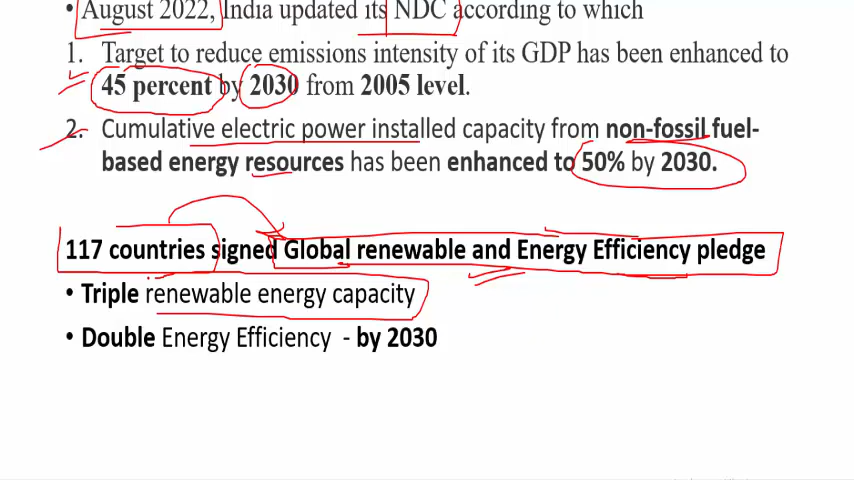 • August 2022, India updated its NDC according to which
1. Target to reduce emissions intensity of its GDP has been enhanced to
45 percent by 2030 from 2005 level.
2. Cumulative electric power installed capacity from non-fossil fuel-
based energy resources has been enhanced to 50% by 2030.
117 countries signed Global renewable and Energy Efficiency pledge
• Triple renewable energy capacity
• Double Energy Efficiency - by 2030